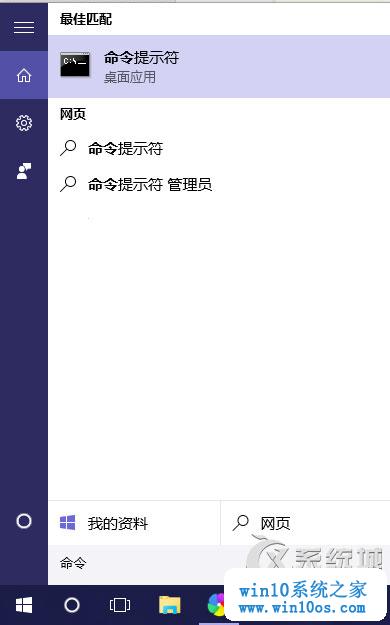 最佳匹配
命令提示符
桌面应用
网页
命令提示符
命令提示符 管理员
我的资料
网页
命令
系统城
win10系统之家
www.win10os.com